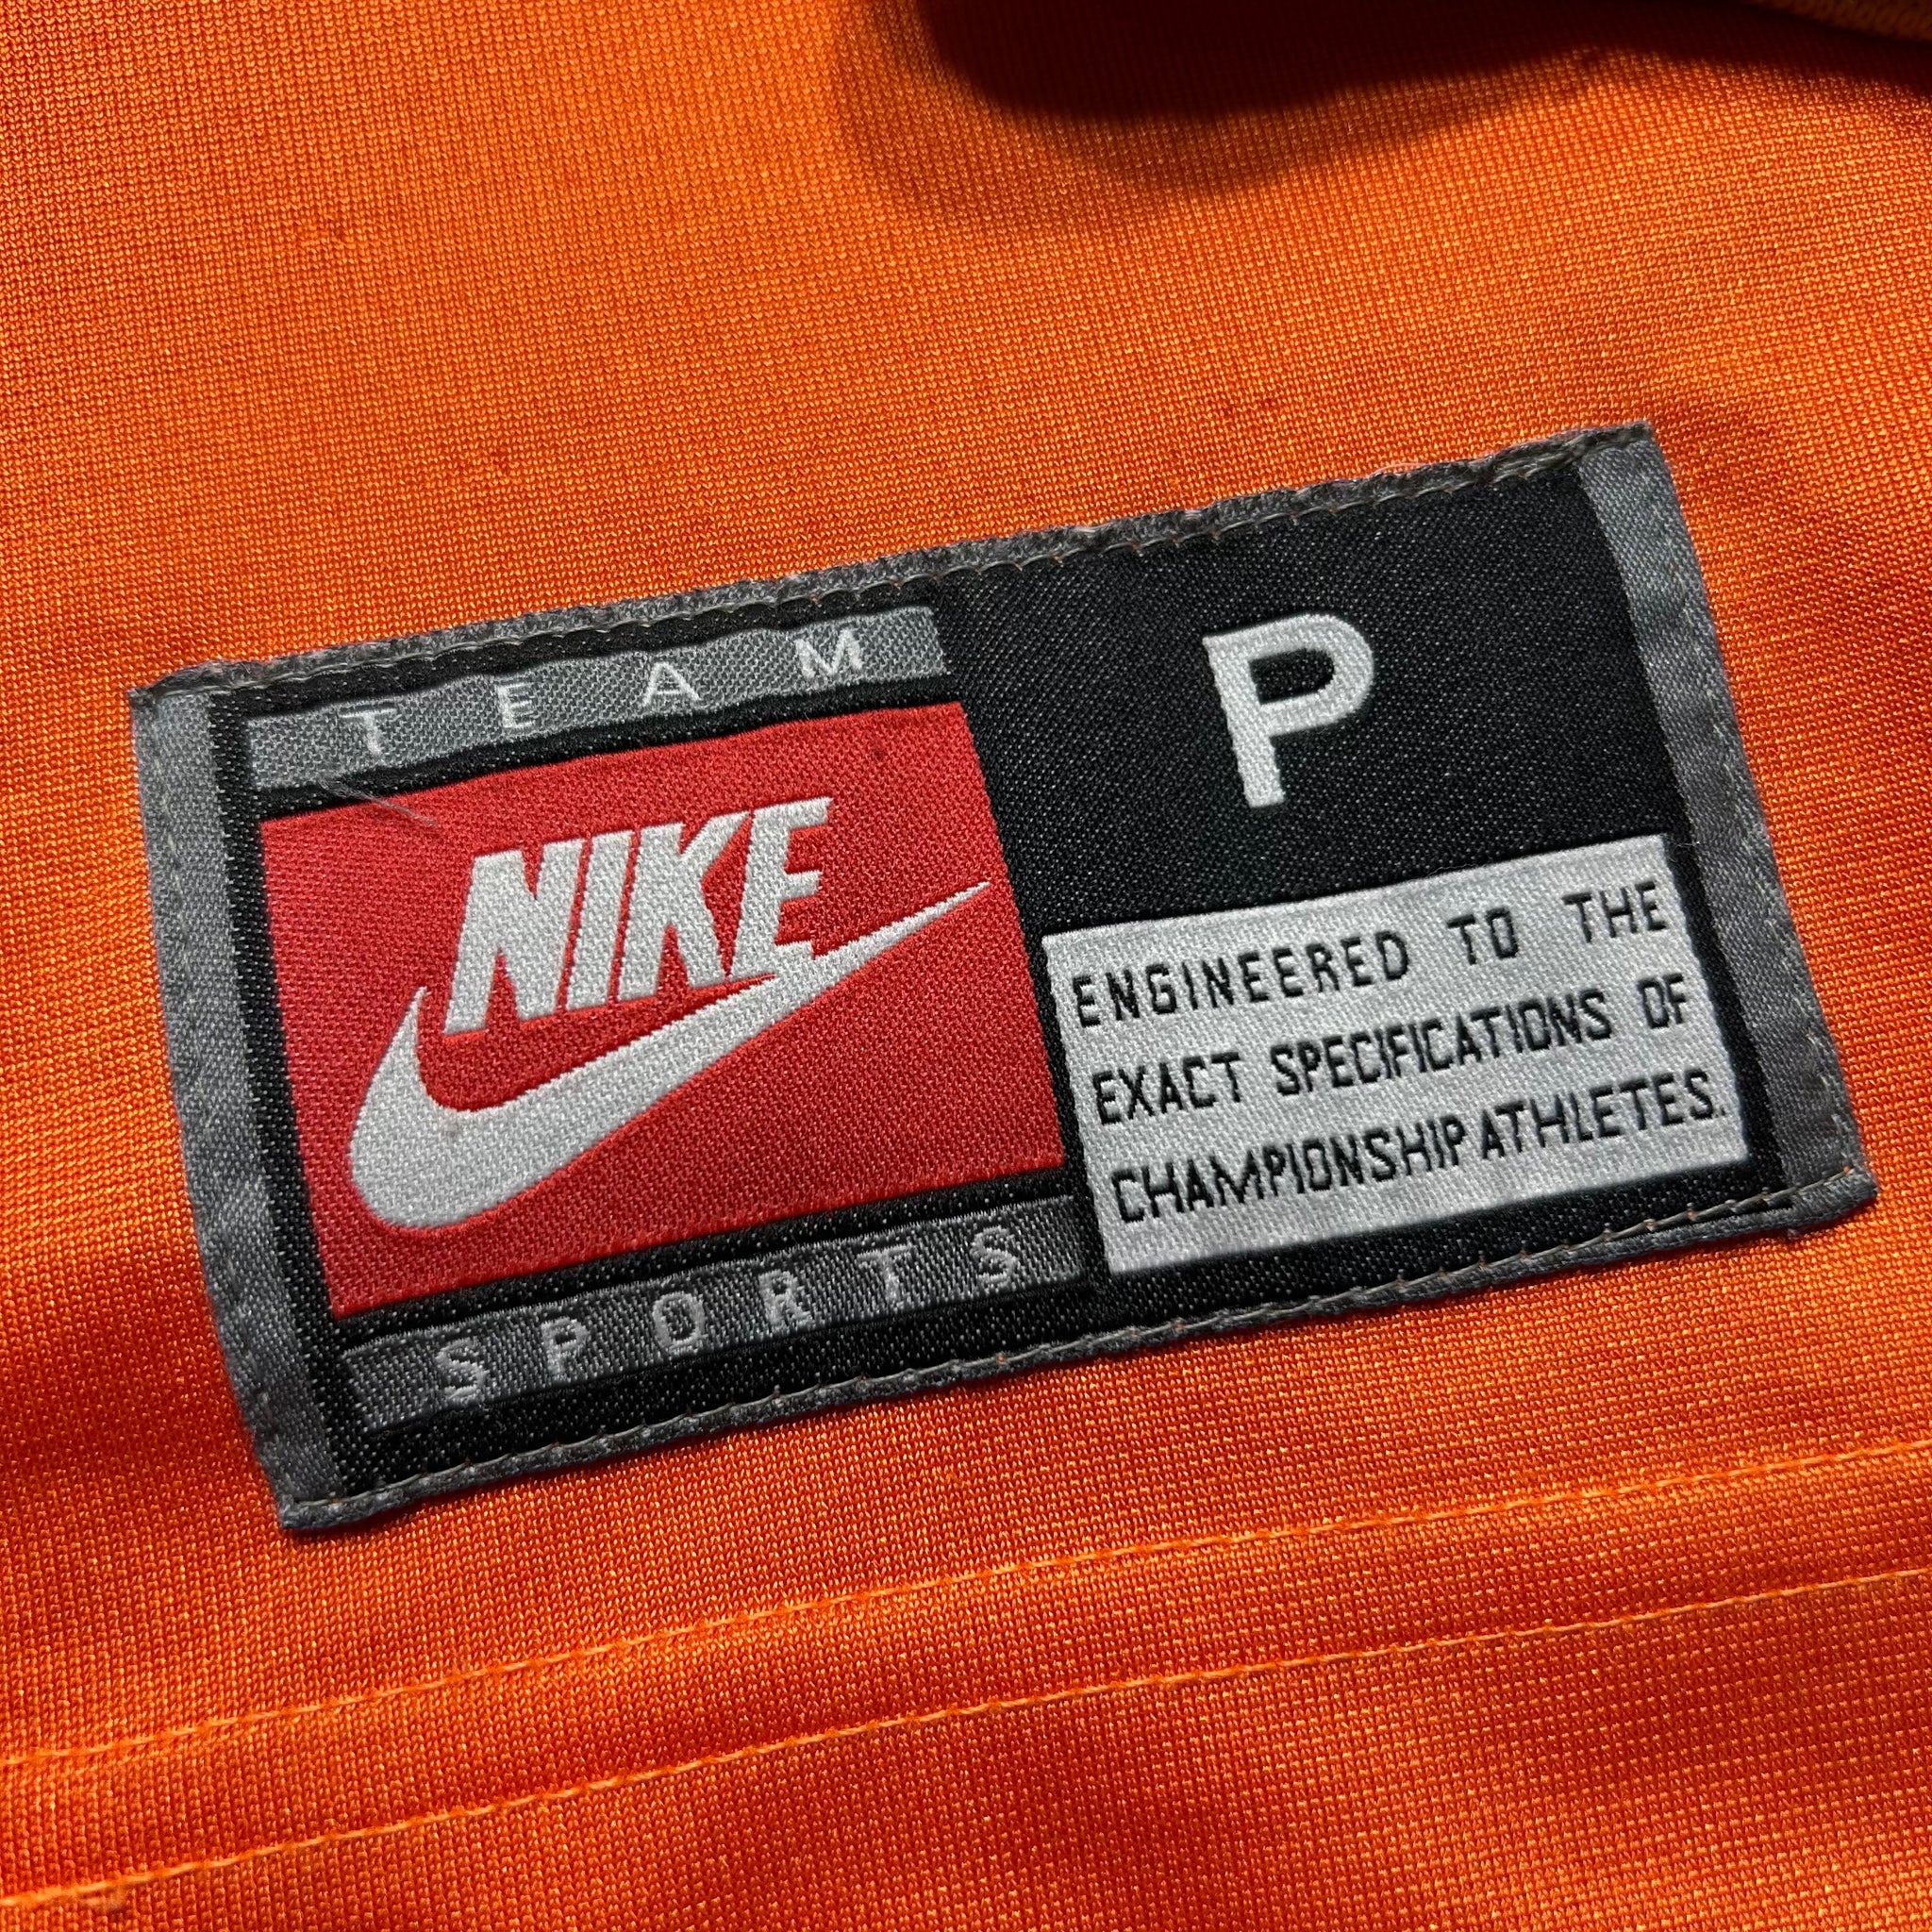 TEAM
NIKE
SPORTS
P
ENGINEERED TO THE
EXACT SPECIFICATIONS OF
CHAMPIONSHIP ATHLETES.